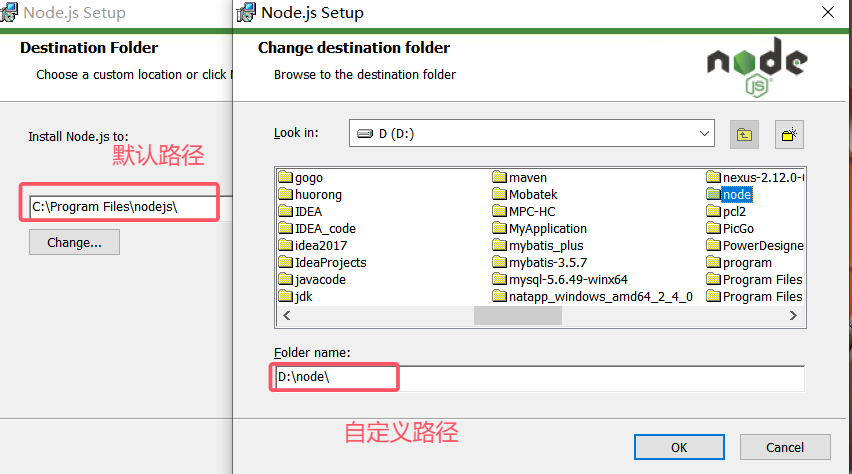 Node.js Setup
Destination Folder
Choose a custom location or click
Install Node.js to:
默认路径
C:\Program Files\nodejs\
Change...
Node.js Setup
Change destination folder
Browse to the destination folder
node
JS
Look in:
D (D:)
gogo
huorong
IDEA
IDEA_code
idea2017
IdeaProjects
javacode
jdk
maven
Mobatek
MPC-HC
MyApplication
mybatis_plus
mybatis-3.5.7
mysql-5.6.49-winx64
natapp_windows_amd64_2_4_0
nexus-2.12.0-
node
pcl2
PicGo
PowerDesigne
program
Program Files
Program Files
Folder name:
D:\node\
自定义路径
OK
Cancel